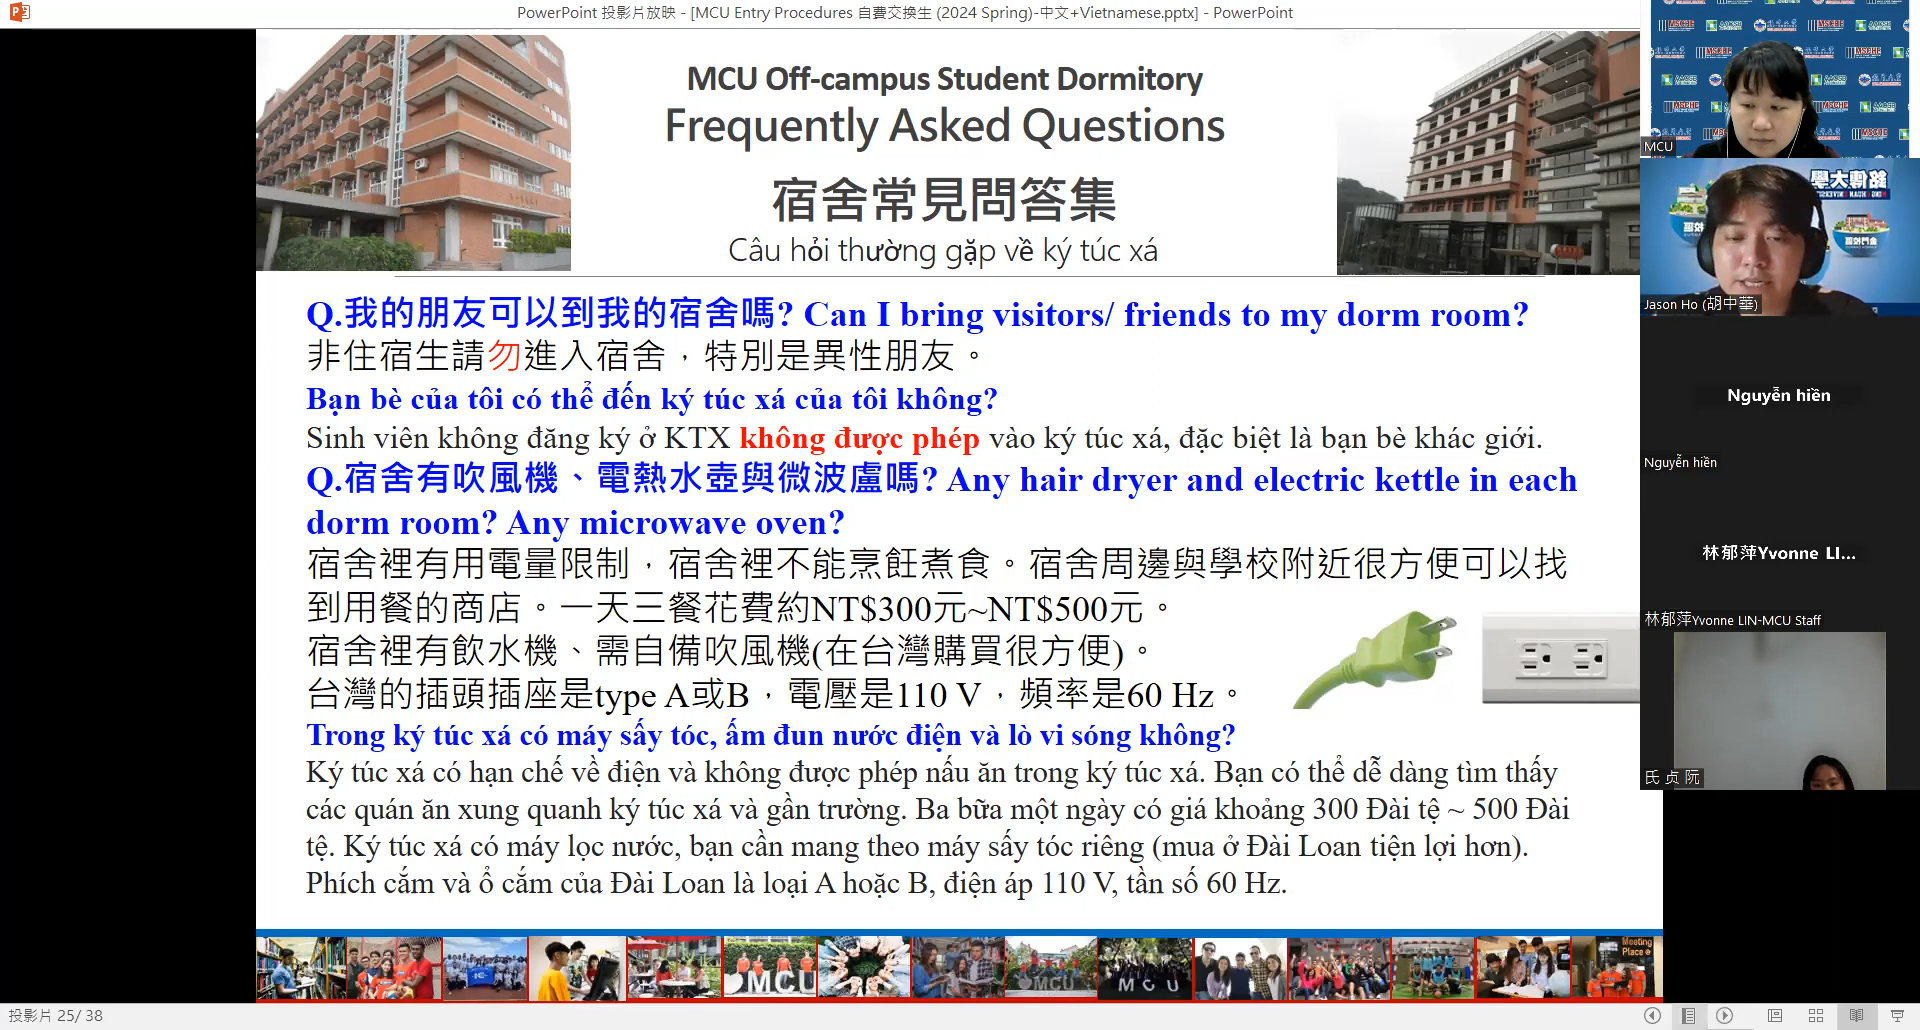 PowerPoint 投影片放映 - [MCU Entry Procedures 自費交換生 (2024 Spring)-中文+Vietnamese.pptx] - PowerPoint
MCU Off-campus Student Dormitory
Frequently Asked Questions
宿舍常見問答集
Câu hỏi thường gặp về ký túc xá
Q.我的朋友可以到我的宿舍嗎? Can I bring visitors/ friends to my dorm room?
非住宿生請勿進入宿舍，特別是異性朋友。
Bạn bè của tôi có thể đến ký túc xá của tôi không?
Sinh viên không đăng ký ở KTX không được phép vào ký túc xá, đặc biệt là bạn bè khác giới.
Q.宿舍有吹風機、電熱水壺與微波盧嗎? Any hair dryer and electric kettle in each
dorm room? Any microwave oven?
宿舍裡有用電量限制，宿舍裡不能烹飪煮食。宿舍周邊與學校附近很方便可以找
到用餐的商店。一天三餐花費約NT$300元~NT$500元。
宿舍裡有飲水機、需自備吹風機(在台灣購買很方便)。
台灣的插頭插座是type A或B，電壓是110 V，頻率是60 Hz。
Trong ký túc xá có máy sấy tóc, ấm đun nước điện và lò vi sóng không?
Ký túc xá có hạn chế về điện và không được phép nấu ăn trong ký túc xá. Bạn có thể dễ dàng tìm thấy
các quán ăn xung quanh ký túc xá và gần trường. Ba bữa một ngày có giá khoảng 300 Đài tệ ~ 500 Đài
tệ. Ký túc xá có máy lọc nước, bạn cần mang theo máy sấy tóc riêng (mua ở Đài Loan tiện lợi hơn).
Phích cắm và ổ cắm của Đài Loan là loại A hoặc B, điện áp 110 V, tần số 60 Hz.
MCU
Jason Ho (胡中華)
Nguyễn hiền
Nguyễn hiền
林郁萍Yvonne LI...
林郁萍Yvonne LIN-MCU Staff
氏 贞 阮
MCU
MCU
M C U
Meeting
Place
投影片 25/ 38